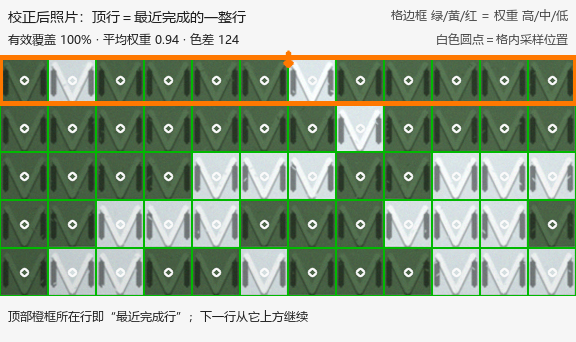 校正后照片：顶行＝最近完成的一整行
格边框 绿/黄/红 = 权重 高/中/低
有效覆盖 100% · 平均权重 0.94 · 色差 124
白色圆点＝格内采样位置
顶部橙框所在行即“最近完成行”；下一行从它上方继续